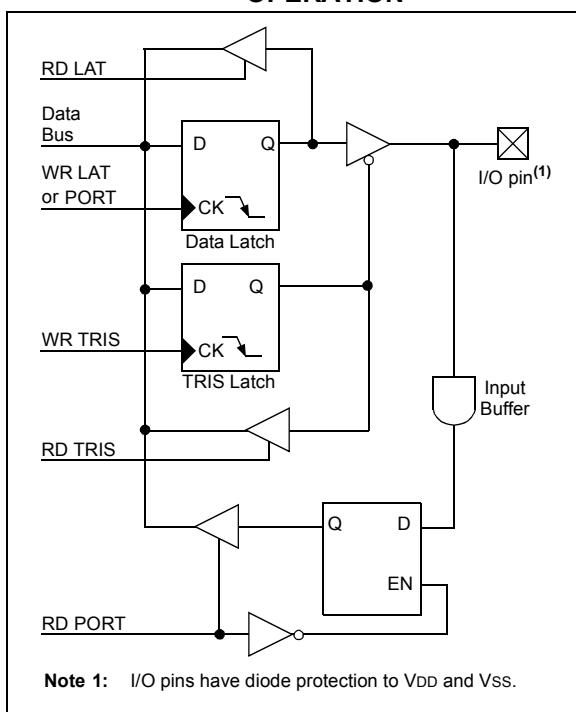 OPERATION
RD LAT
Data
Bus
D Q
WR LAT
or PORT
I/O pin(1)
CK
Data Latch
D Q
WR TRIS
CK
TRIS Latch
Input
Buffer
RD TRIS
Q D
EN
RD PORT
Note 1: I/O pins have diode protection to VDD and VSS.